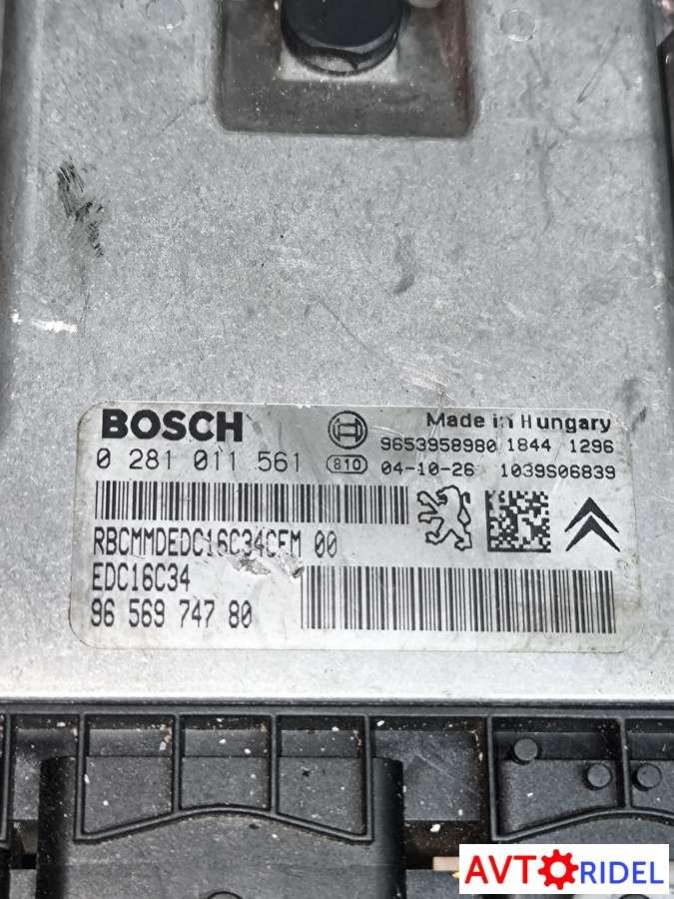 BOSCH
Made in Hungary
9653958980 1844 1296
0 281 011 561
810 04-10-26 1039S06839
RBCMMDEDC16C34CFM 00
EDC16C34
96 569 747 80
AVTORIDEL